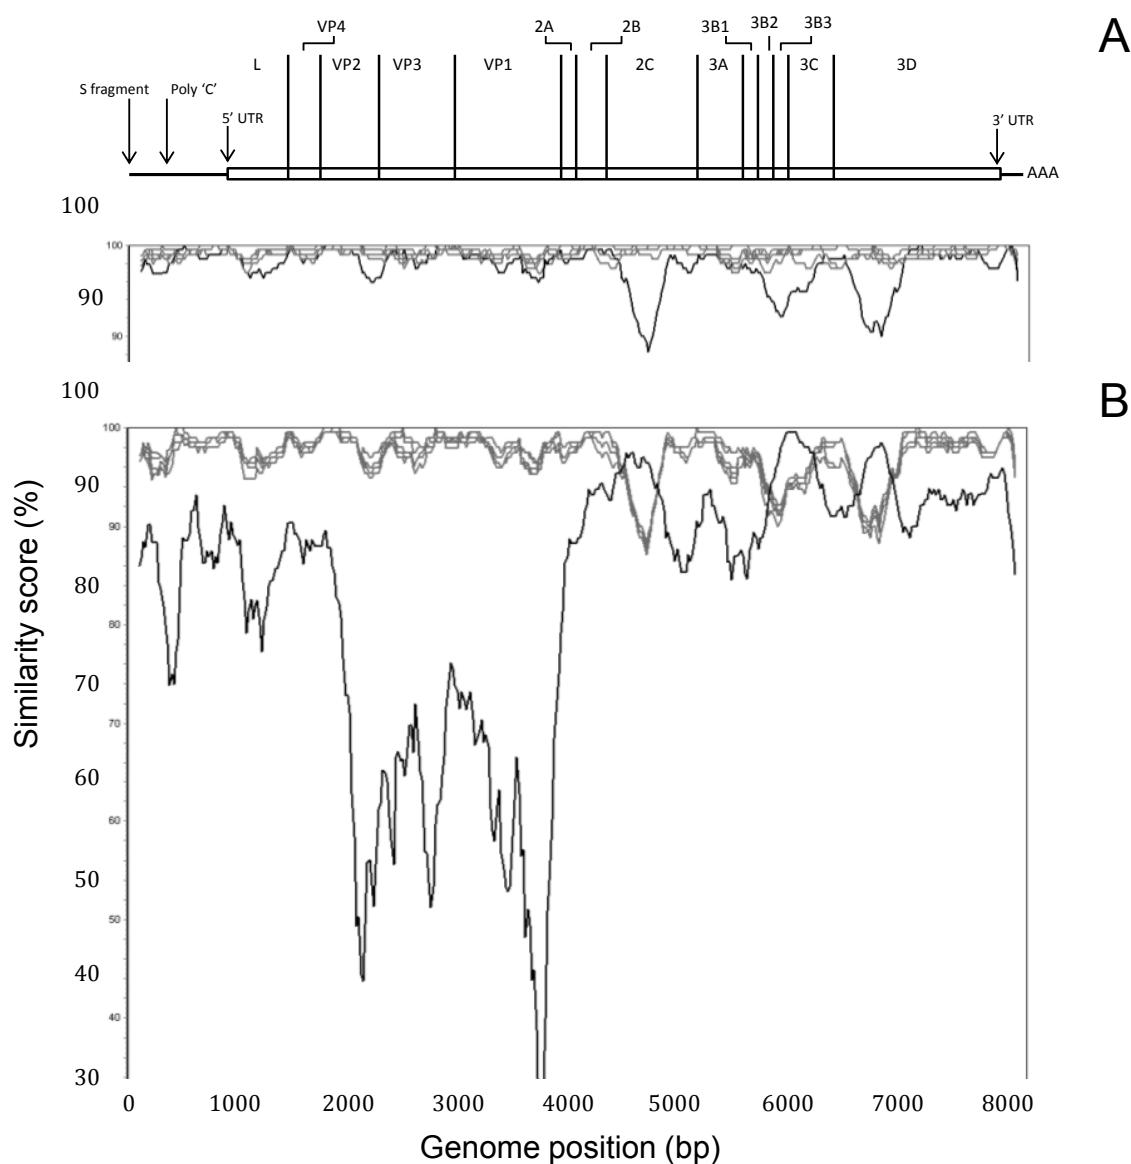 A
VP4
2A
2B
3B1
3B2
3B3
L
VP2
VP3
VP1
2C
3A
3C
3D
S fragment
Poly ‘C’
5’ UTR
3’ UTR
AAA
100
100
90
90
100
B
100
90
90
80
80
70
70
60
60
50
50
40
40
30
Similarity score (%)
0 1000 2000 3000 4000 5000 6000 7000 8000
Genome position (bp)